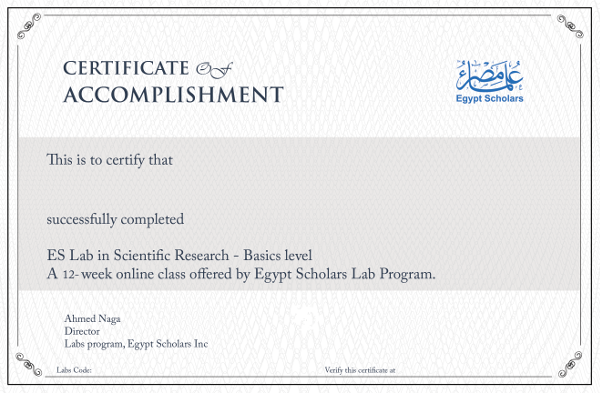 CERTIFICATE OF
ACCOMPLISHMENT
علماء مصر
Egypt Scholars
This is to certify that
successfully completed
ES Lab in Scientific Research - Basics level
A 12-week online class offered by Egypt Scholars Lab Program.
Ahmed Naga
Director
Labs program, Egypt Scholars Inc
Labs Code:
Verify this certificate at